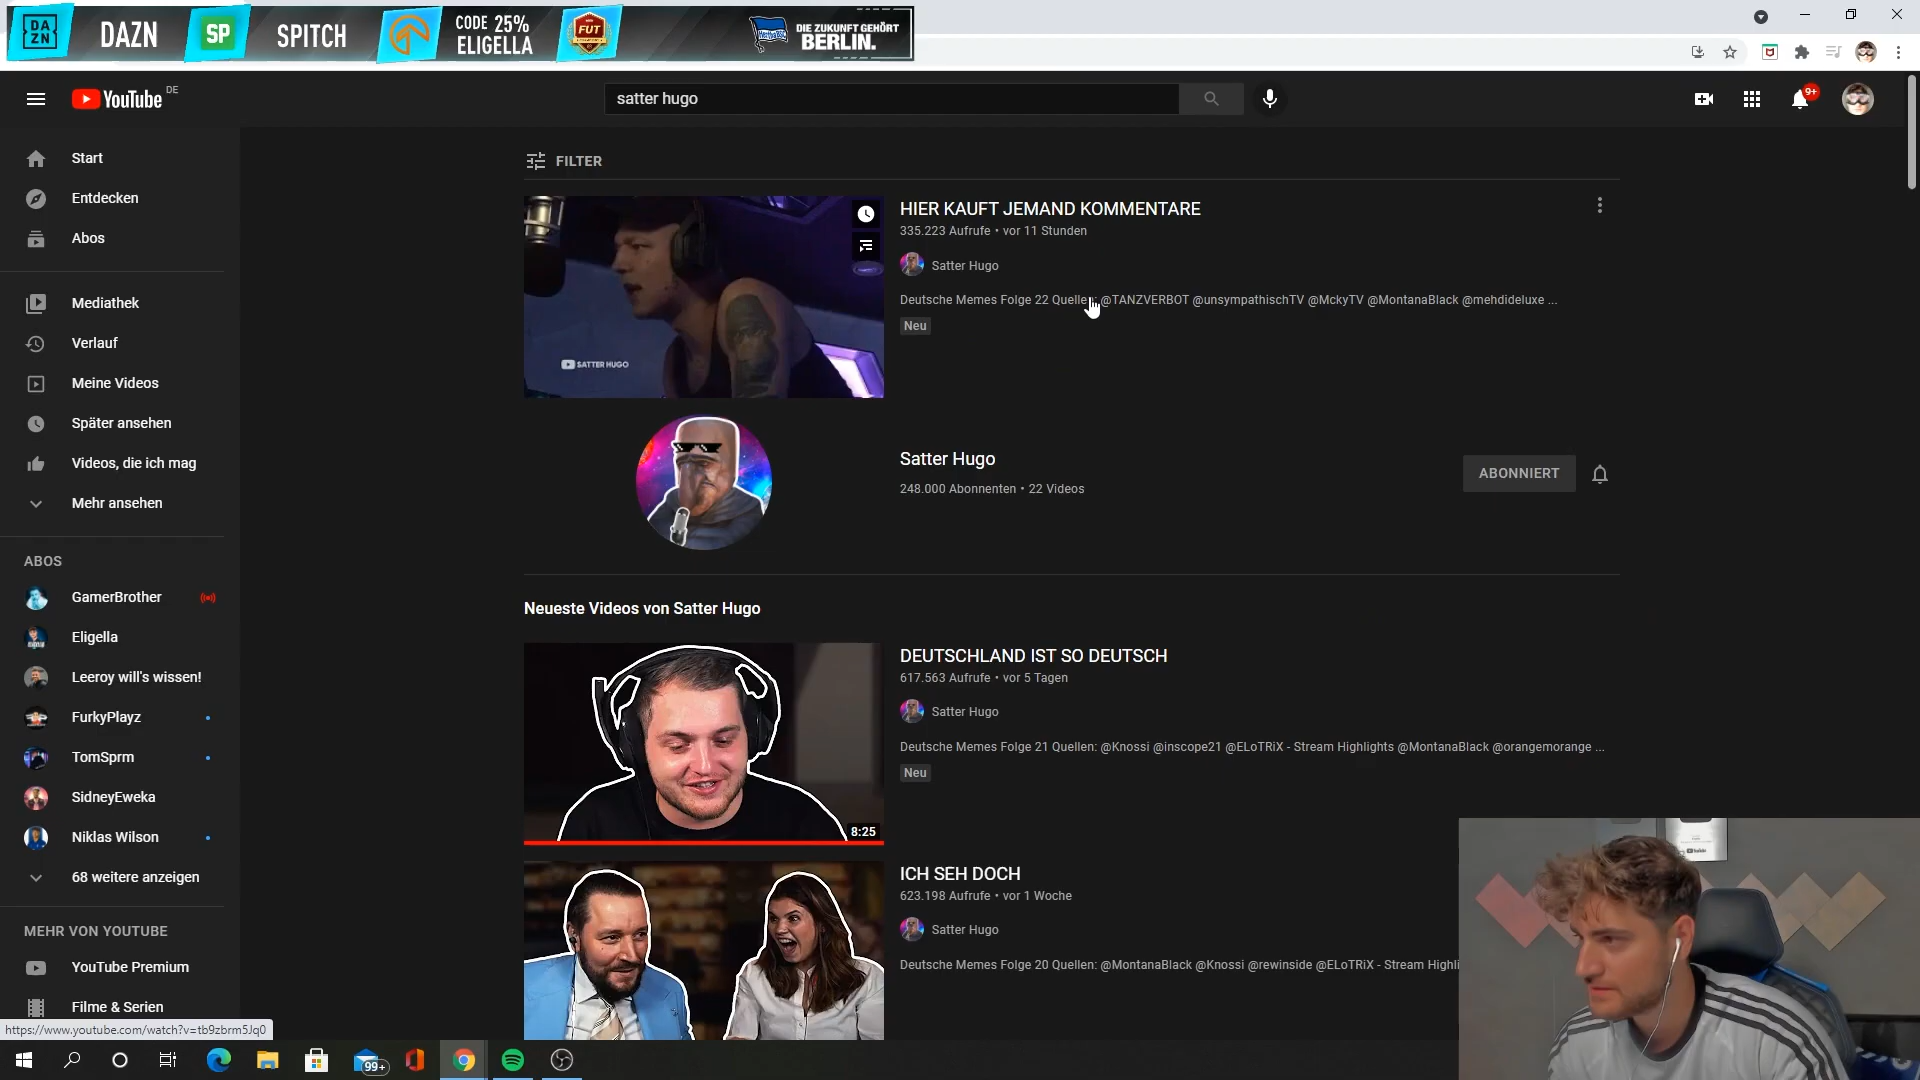 DAZN
DAZN
SP
SPITCH
CODE 25%
ELIGELLA
FUT
DIE ZUKUNFT GEHÖRT
BERLIN.
YouTube DE
satter hugo
9+
Start
Entdecken
Abos
Mediathek
Verlauf
Meine Videos
Später ansehen
Videos, die ich mag
Mehr ansehen
ABOS
GamerBrother
Eligella
Leeroy will's wissen!
FurkyPlayz
TomSprm
SidneyEweka
Niklas Wilson
68 weitere anzeigen
MEHR VON YOUTUBE
YouTube Premium
Filme & Serien
https://www.youtube.com/watch?v=tb9zbrm5Jq0
FILTER
SATTER HUGO
HIER KAUFT JEMAND KOMMENTARE
335.223 Aufrufe • vor 11 Stunden
Satter Hugo
Deutsche Memes Folge 22 Quellen: @TANZVERBOT @unsympathischTV @MckyTV @MontanaBlack @mehdideluxe ...
Neu
Satter Hugo
248.000 Abonnenten • 22 Videos
ABONNIERT
Neueste Videos von Satter Hugo
8:25
DEUTSCHLAND IST SO DEUTSCH
617.563 Aufrufe • vor 5 Tagen
Satter Hugo
Deutsche Memes Folge 21 Quellen: @Knossi @inscope21 @ELoTRiX - Stream Highlights @MontanaBlack @orangemorange ...
Neu
ICH SEH DOCH
623.198 Aufrufe • vor 1 Woche
Satter Hugo
Deutsche Memes Folge 20 Quellen: @MontanaBlack @Knossi @rewinside @ELoTRiX - Stream Highli
99+